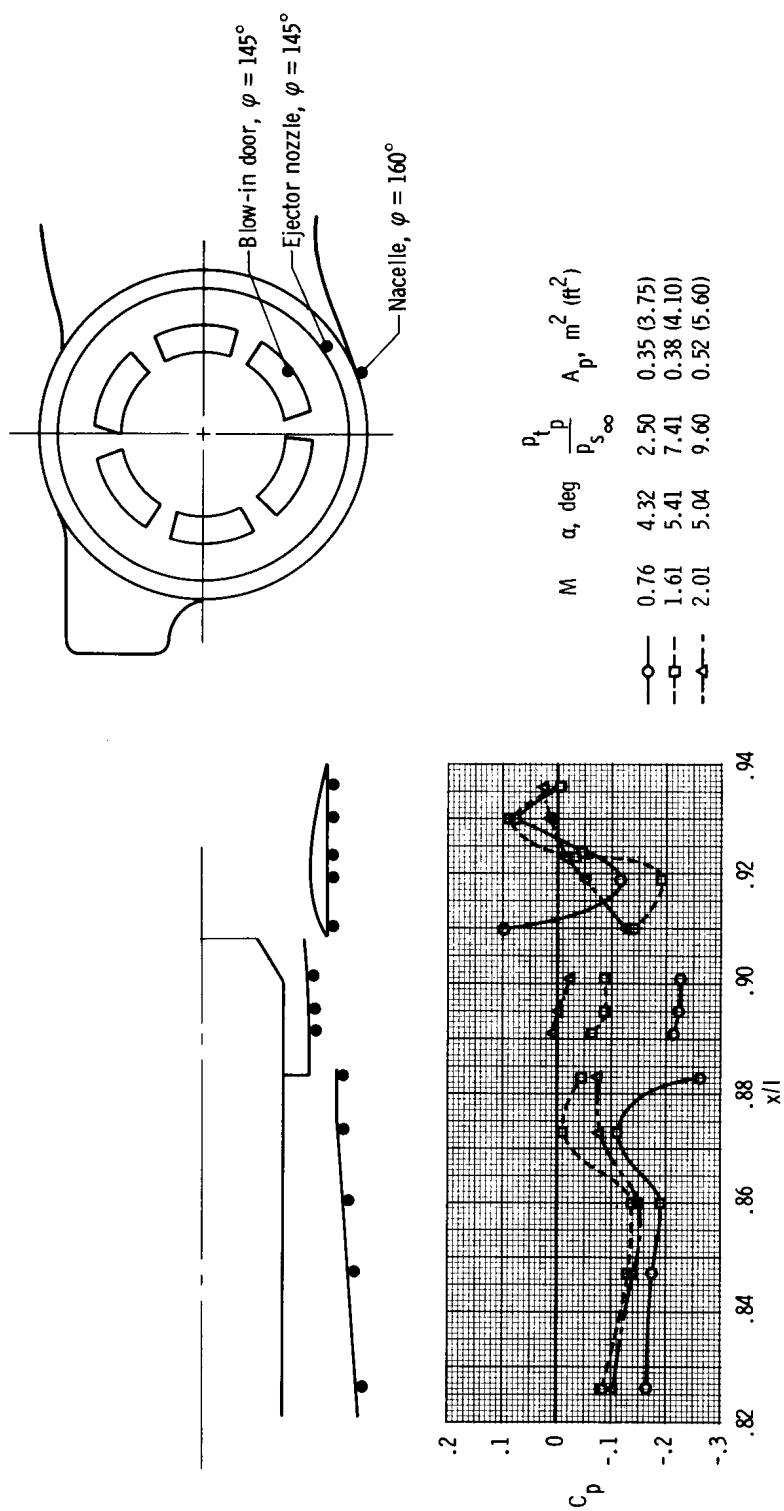 Blow-in door, φ = 145°
Ejector nozzle, φ = 145°
Nacelle, φ = 160°
M α, deg p_tp/p_s∞ A_p, m² (ft²)
0.76 4.32 2.50 0.35 (3.75)
1.61 5.41 7.41 0.38 (4.10)
2.01 5.04 9.60 0.52 (5.60)
C_p
.2
.1
0
-.1
-.2
-.3
.82 .84 .86 .88 .90 .92 .94
x/l